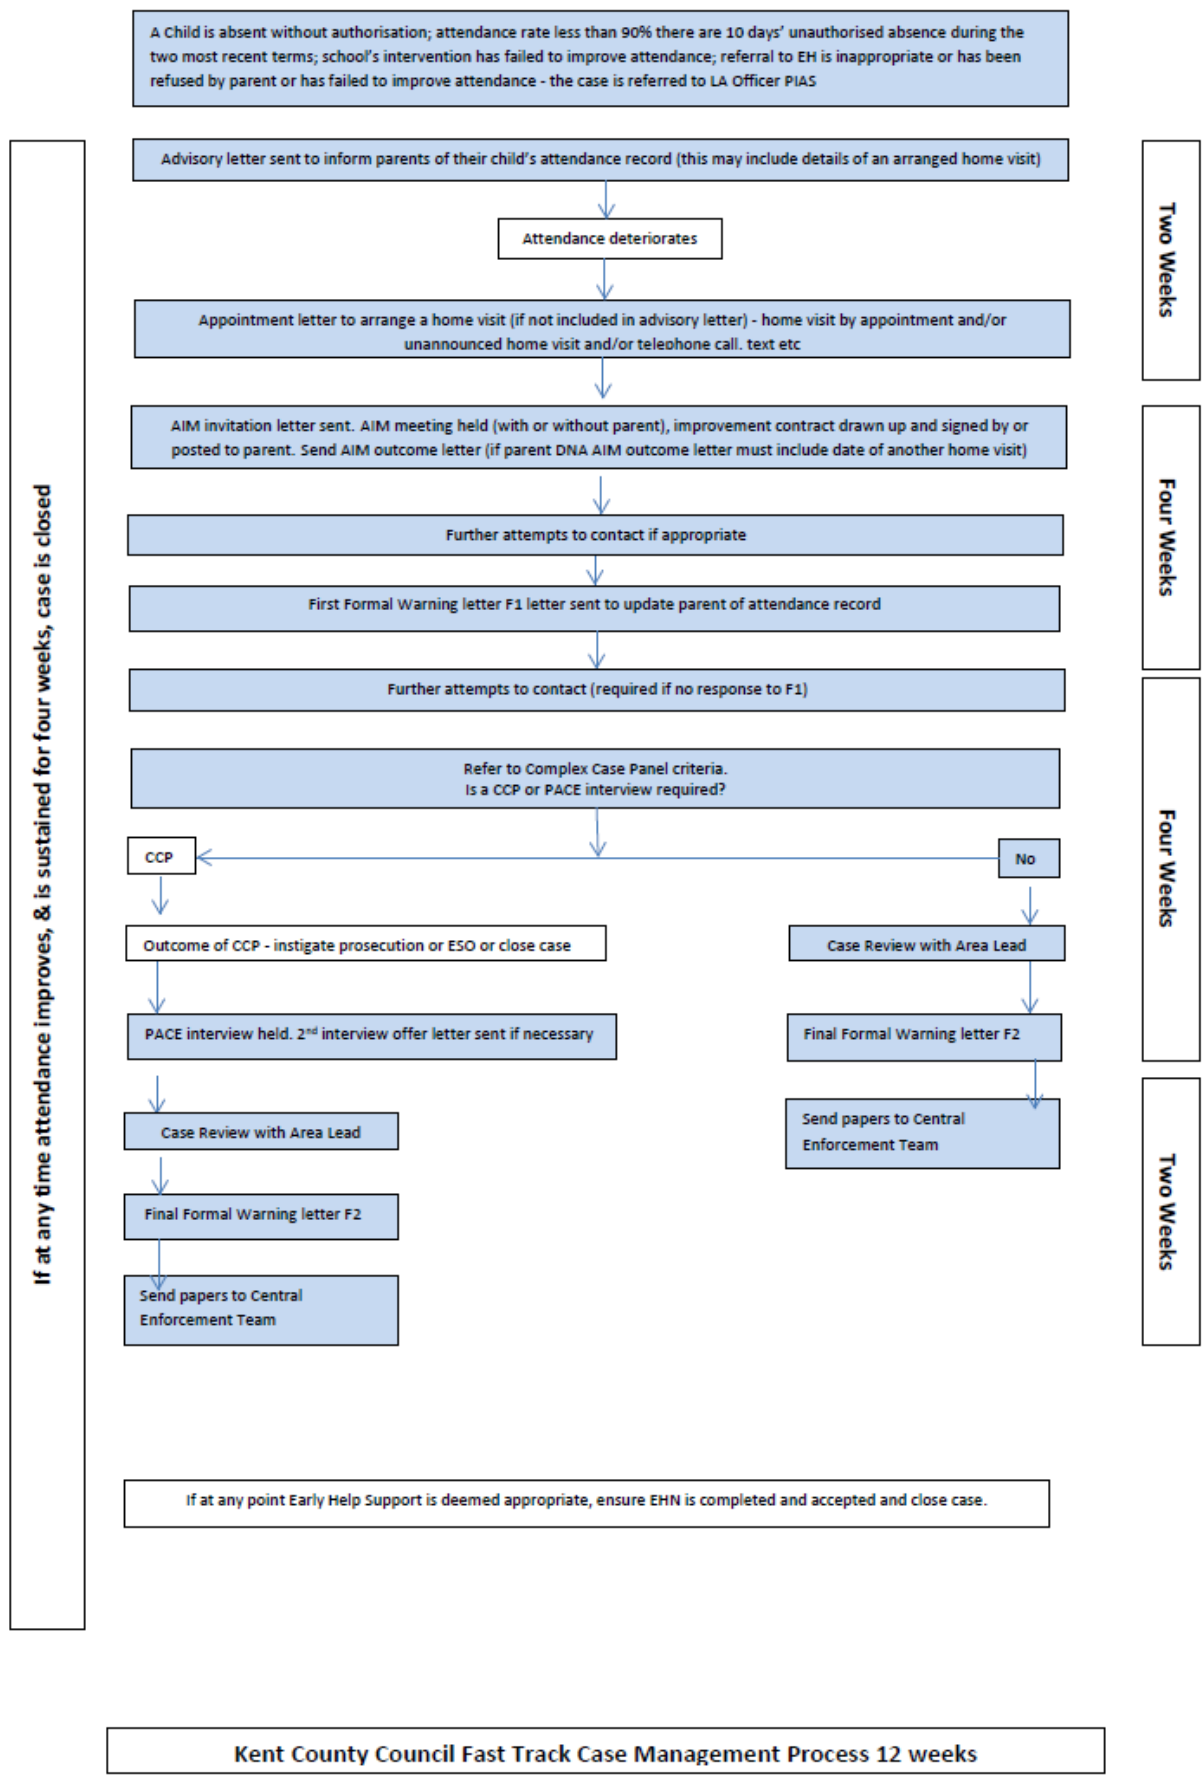 A Child is absent without authorisation; attendance rate less than 90% there are 10 days' unauthorised absence during the
two most recent terms; school's intervention has failed to improve attendance; referral to EH is inappropriate or has been
refused by parent or has failed to improve attendance - the case is referred to LA Officer PIAS
Advisory letter sent to inform parents of their child's attendance record (this may include details of an arranged home visit)
Attendance deteriorates
Appointment letter to arrange a home visit (if not included in advisory letter) - home visit by appointment and/or
unannounced home visit and/or telephone call, text etc
Two Weeks
AIM invitation letter sent. AIM meeting held (with or without parent), improvement contract drawn up and signed by or
posted to parent. Send AIM outcome letter (if parent DNA AIM outcome letter must include date of another home visit)
Further attempts to contact if appropriate
First Formal Warning letter F1 letter sent to update parent of attendance record
Four Weeks
Further attempts to contact (required if no response to F1)
Refer to Complex Case Panel criteria.
Is a CCP or PACE interview required?
CCP
No
Outcome of CCP - instigate prosecution or ESO or close case
Case Review with Area Lead
PACE interview held. 2nd interview offer letter sent if necessary
Final Formal Warning letter F2
Four Weeks
Case Review with Area Lead
Send papers to Central
Enforcement Team
Final Formal Warning letter F2
Send papers to Central
Enforcement Team
Two Weeks
If at any time attendance improves, & is sustained for four weeks, case is closed
If at any point Early Help Support is deemed appropriate, ensure EHN is completed and accepted and close case.
Kent County Council Fast Track Case Management Process 12 weeks